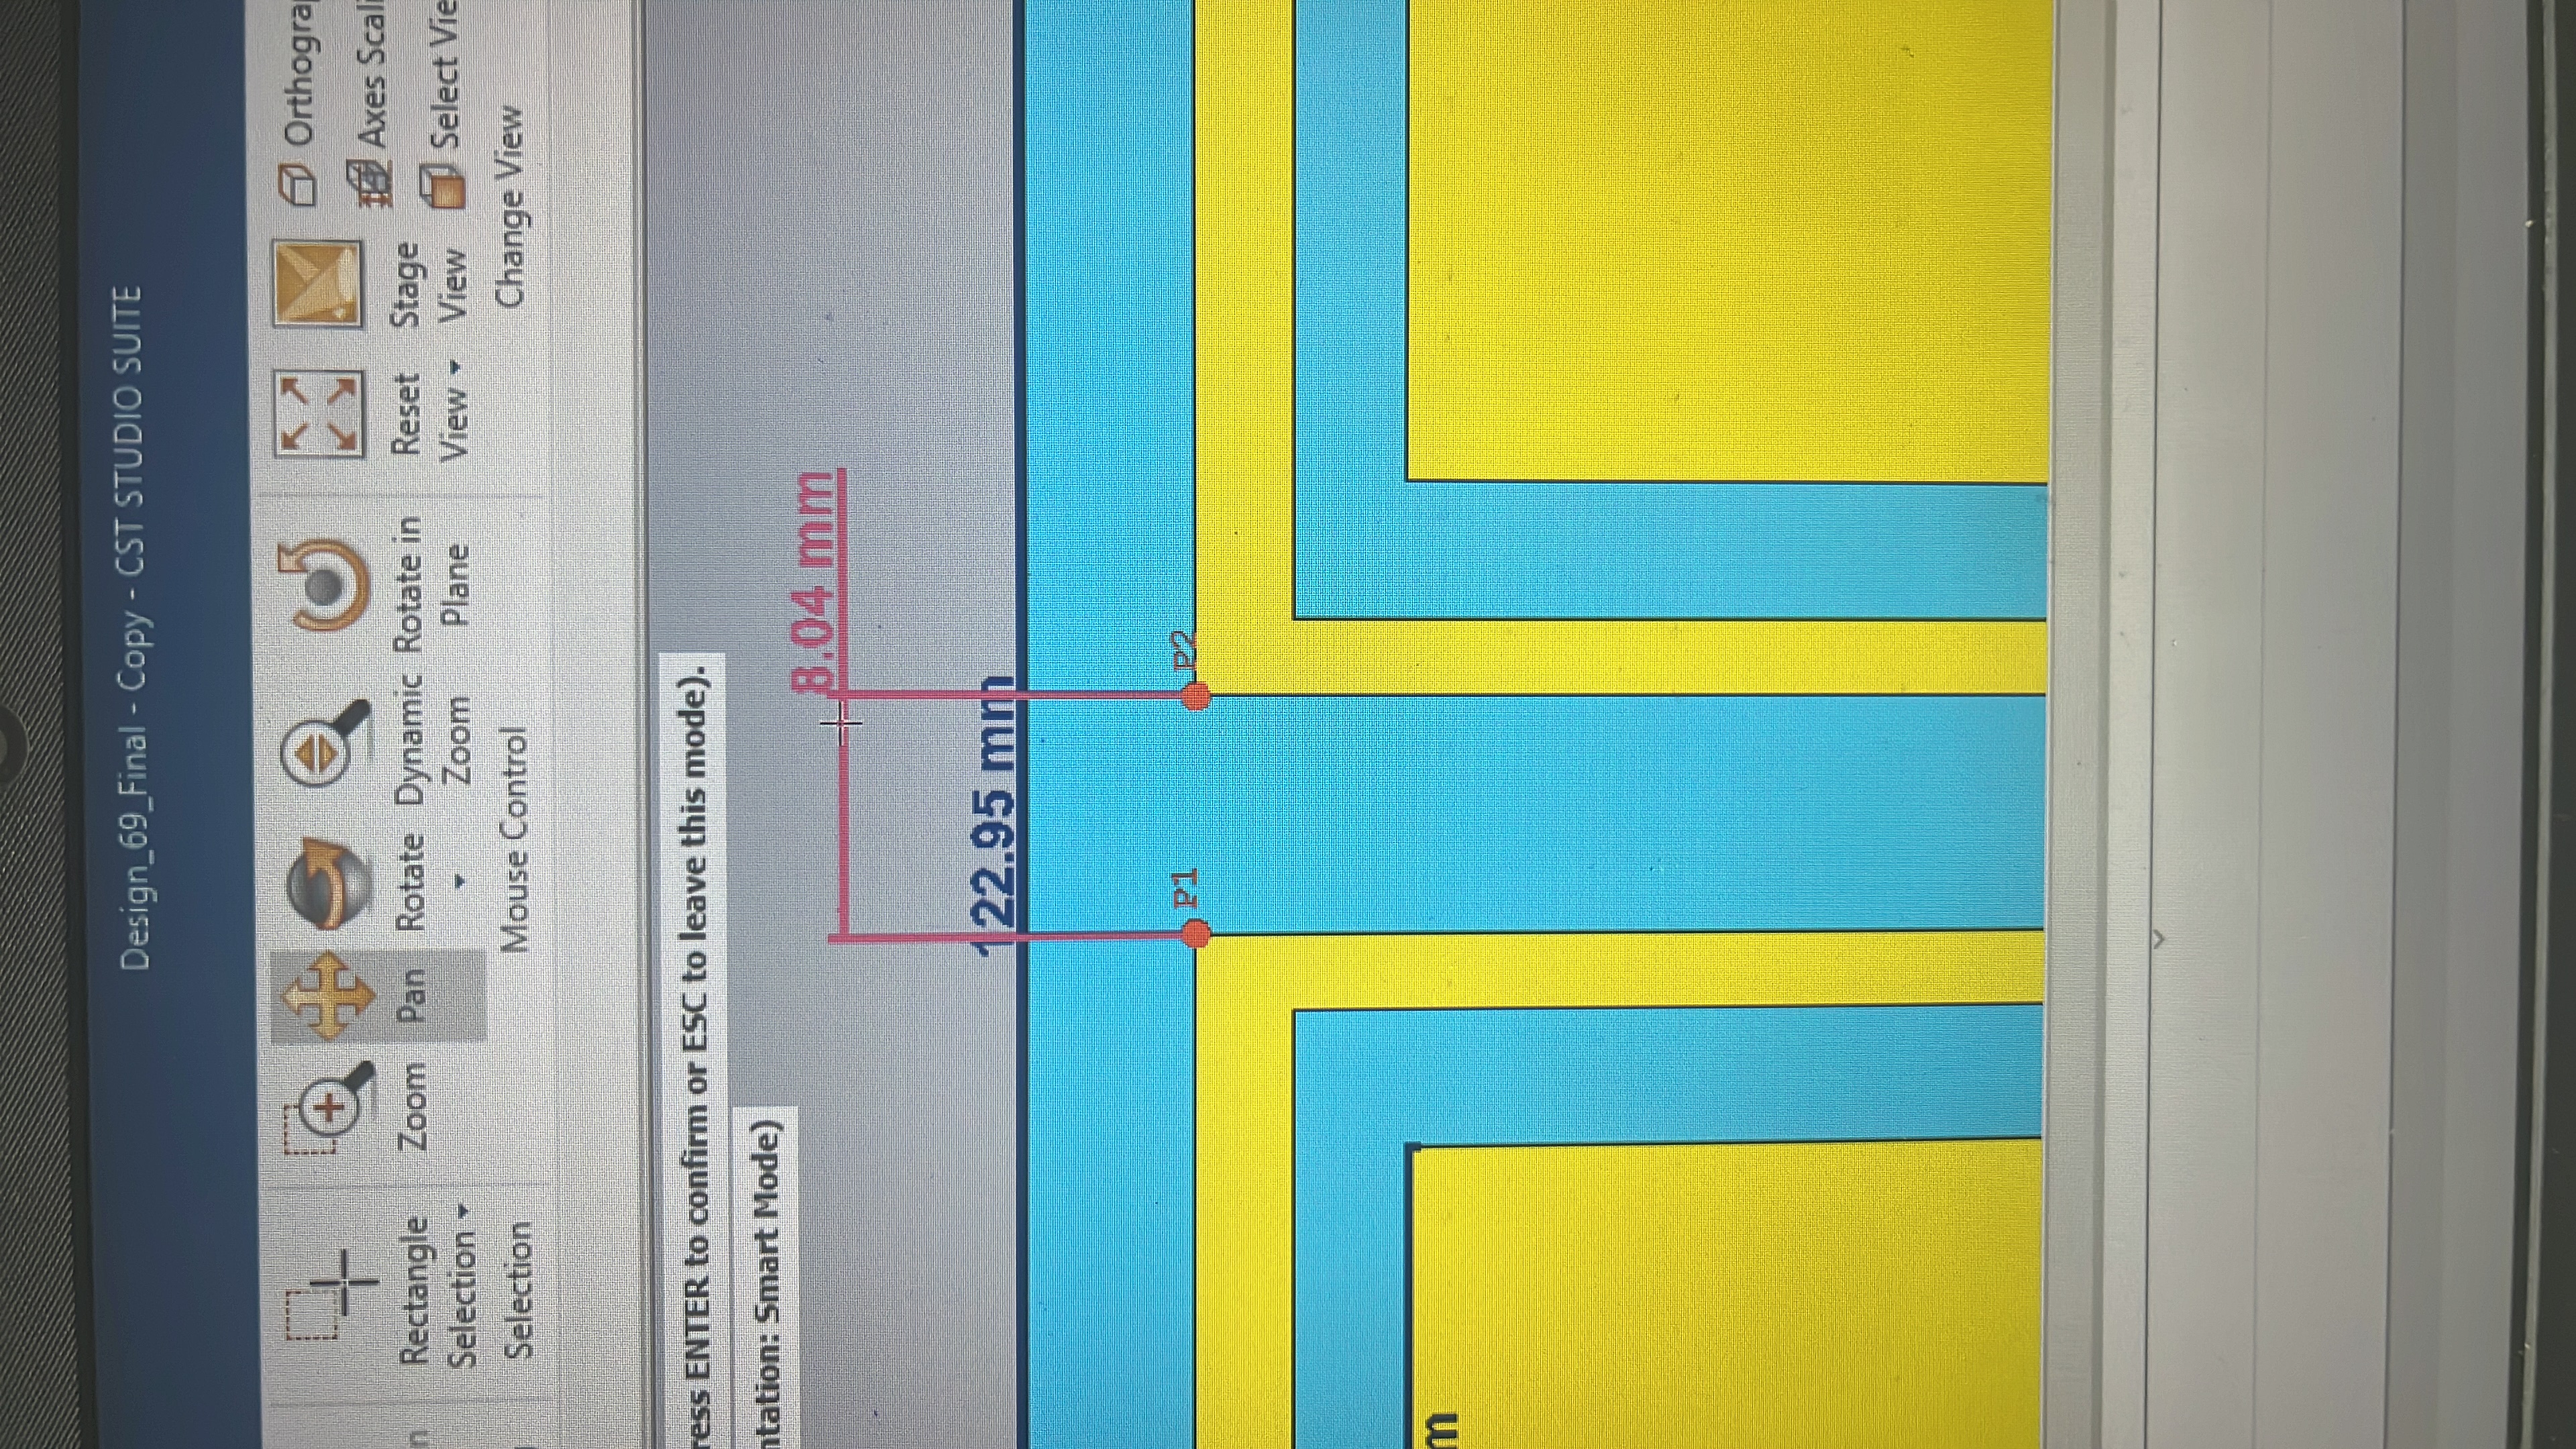 Design_69_Final - Copy - CST STUDIO SUITE
Rectangle
Selection
Selection
Zoom
Pan
Rotate
Dynamic
Zoom
Rotate in
Plane
Mouse Control
Reset
View
Stage
View
Orthogra
Axes Scali
Select Vie
Change View
ress ENTER to confirm or ESC to leave this mode).
ntation: Smart Mode)
8.04 mm
122.95 mm
P1
P2
m